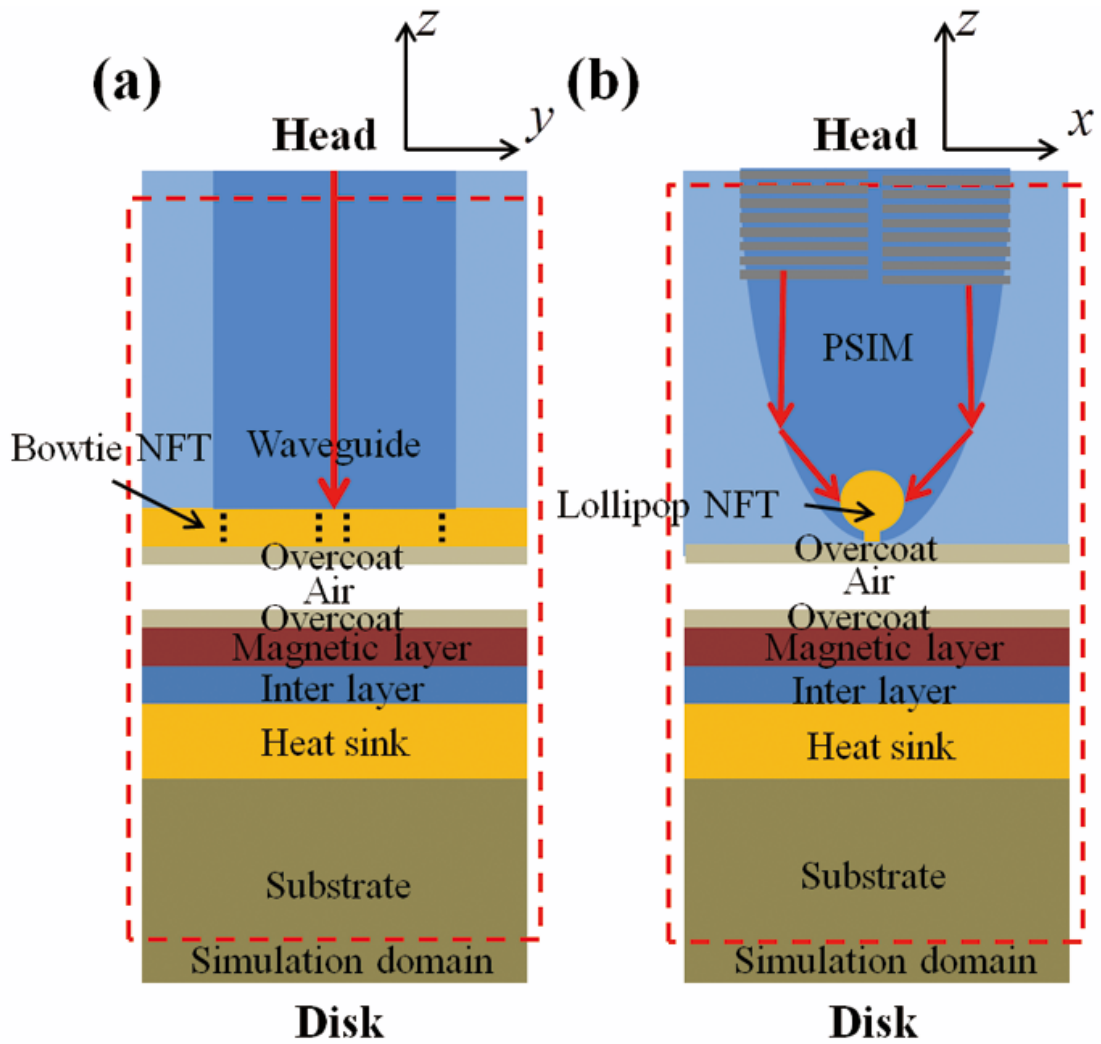 (a)
z
y
Head
Bowtie NFT
Waveguide
Overcoat
Air
Overcoat
Magnetic layer
Inter layer
Heat sink
Substrate
Simulation domain
Disk
(b)
z
x
Head
PSIM
Lollipop NFT
Overcoat
Air
Overcoat
Magnetic layer
Inter layer
Heat sink
Substrate
Simulation domain
Disk